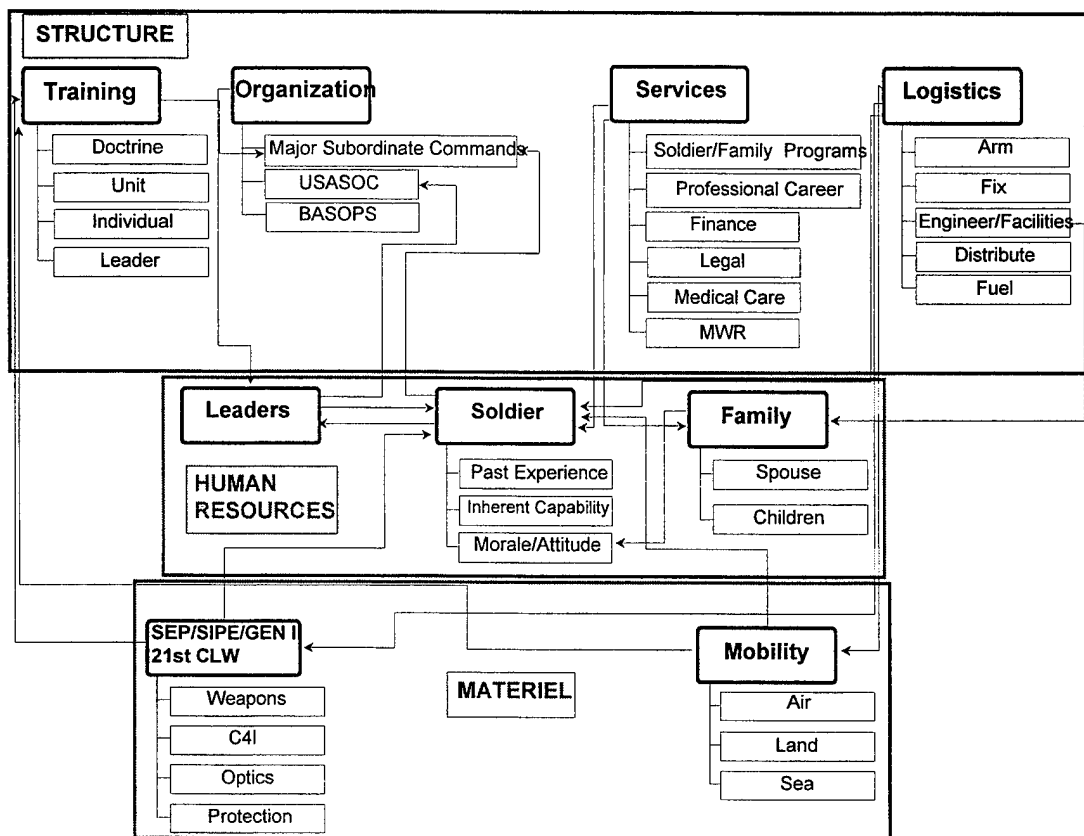 STRUCTURE
Training
Doctrine
Unit
Individual
Leader
Organization
Major Subordinate Commands
USASOC
BASOPS
Services
Soldier/Family Programs
Professional Career
Finance
Legal
Medical Care
MWR
Logistics
Arm
Fix
Engineer/Facilities
Distribute
Fuel
Leaders
HUMAN
RESOURCES
Soldier
Past Experience
Inherent Capability
Morale/Attitude
Family
Spouse
Children
SEP/SIPE/GEN I
21st CLW
Weapons
C4I
Optics
Protection
MATERIEL
Mobility
Air
Land
Sea